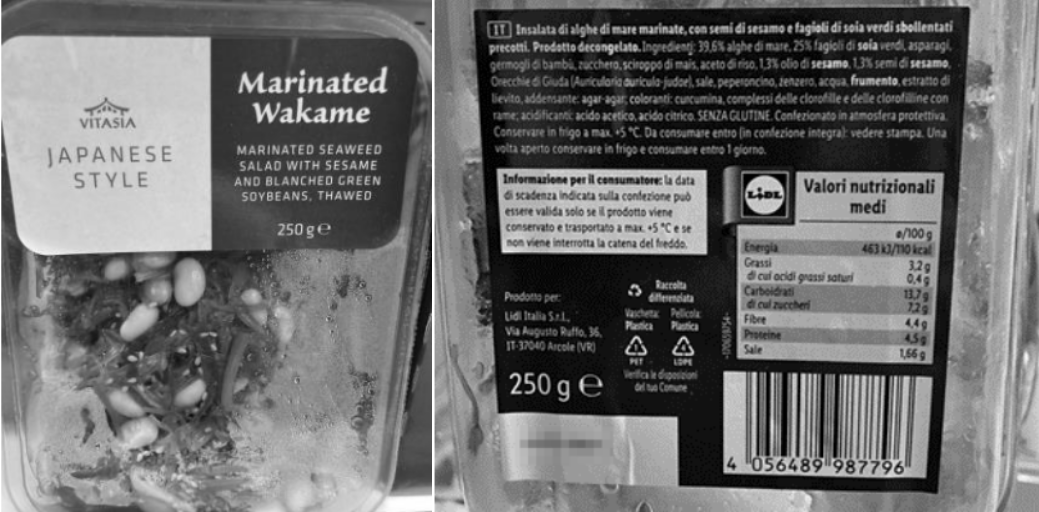 VITASIA
JAPANESE
STYLE
Marinated
Wakame
MARINATED SEAWEED
SALAD WITH SESAME
AND BLANCHED GREEN
SOYBEANS, THAWED
250 g e
IT Insalata di alghe di mare marinate, con semi di sesamo e fagioli di soia verdi sbollentati
precotti. Prodotto decongelato. Ingredienti: 39,6% alghe di mare, 25% fagioli di soia verdi, asparagi,
germogli di bambù, zucchero, sciroppo di mais, aceto di riso, 1,3% olio di sesamo, 1,3% semi di sesamo,
Orecchie di Giuda (Auricularia auricula-judae), sale, peperoncino, zenzero, acqua, frumento, estratto di
lievito, addensante: agar-agar; coloranti: curcumina, complessi delle clorofille e delle clorofilline con
rame; acidificanti: acido acetico, acido citrico. SENZA GLUTINE. Confezionato in atmosfera protettiva.
Conservare in frigo a max. +5 °C. Da consumare entro (in confezione integra): vedere stampa. Una
volta aperto conservare in frigo e consumare entro 1 giorno.
Informazione per il consumatore: la data
di scadenza indicata sulla confezione può
essere valida solo se il prodotto viene
conservato e trasportato a max. +5 °C e se
non viene interrotta la catena del freddo.
Prodotto per:
Lidl Italia S.r.l.,
Via Augusto Ruffo, 36,
IT-37040 Arcole (VR)
250 g e
Raccolta
differenziata
Vaschetta: Pellicola:
Plastica Plastica
1 4
PET LDPE
Verifica le disposizioni
del tuo Comune
LIDL
Valori nutrizionali
medi
ø/100 g
Energia 463 kJ/110 kcal
Grassi 3,2 g
di cui acidi grassi saturi 0,4 g
Carboidrati 13,7 g
di cui zuccheri 7,2 g
Fibre 4,4 g
Proteine 4,5 g
Sale 1,66 g
4 056489 987796